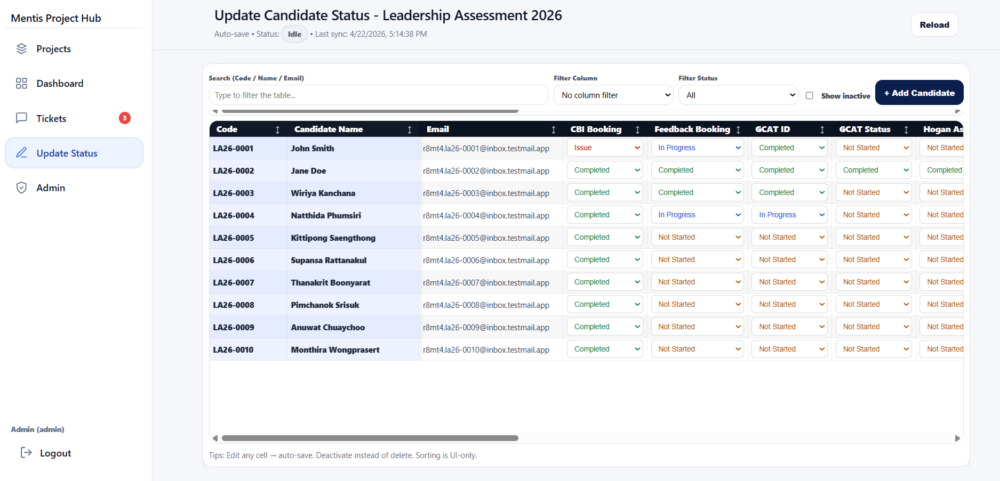 Mentis Project Hub
Projects
Dashboard
Tickets 3
Update Status
Admin
Admin (admin)
Logout
Update Candidate Status - Leadership Assessment 2026
Auto-save • Status: Idle • Last sync: 4/22/2026, 5:14:38 PM
Reload
Search (Code / Name / Email) Filter Column Filter Status
Type to filter the table... No column filter All Show inactive + Add Candidate
Code Candidate Name Email CBI Booking Feedback Booking GCAT ID GCAT Status Hogan As
LA26-0001 John Smith r8mt4.la26-0001@inbox.testmail.app Issue In Progress Completed Not Started Not Started
LA26-0002 Jane Doe r8mt4.la26-0002@inbox.testmail.app Completed Completed Completed Completed Completed
LA26-0003 Wiriya Kanchana r8mt4.la26-0003@inbox.testmail.app Completed Completed Completed Not Started Not Started
LA26-0004 Natthida Phumsiri r8mt4.la26-0004@inbox.testmail.app Completed In Progress In Progress Not Started Not Started
LA26-0005 Kittipong Saengthong r8mt4.la26-0005@inbox.testmail.app Completed Not Started Not Started Not Started Not Started
LA26-0006 Supansa Rattanakul r8mt4.la26-0006@inbox.testmail.app Completed Not Started Not Started Not Started Not Started
LA26-0007 Thanakrit Boonyarat r8mt4.la26-0007@inbox.testmail.app Completed Not Started Not Started Not Started Not Started
LA26-0008 Pimchanok Srisuk r8mt4.la26-0008@inbox.testmail.app Completed Not Started Not Started Not Started Not Started
LA26-0009 Anuwat Chuaychoo r8mt4.la26-0009@inbox.testmail.app Completed Not Started Not Started Not Started Not Started
LA26-0010 Monthira Wongprasert r8mt4.la26-0010@inbox.testmail.app Completed Not Started Not Started Not Started Not Started
Tips: Edit any cell → auto-save. Deactivate instead of delete. Sorting is UI-only.